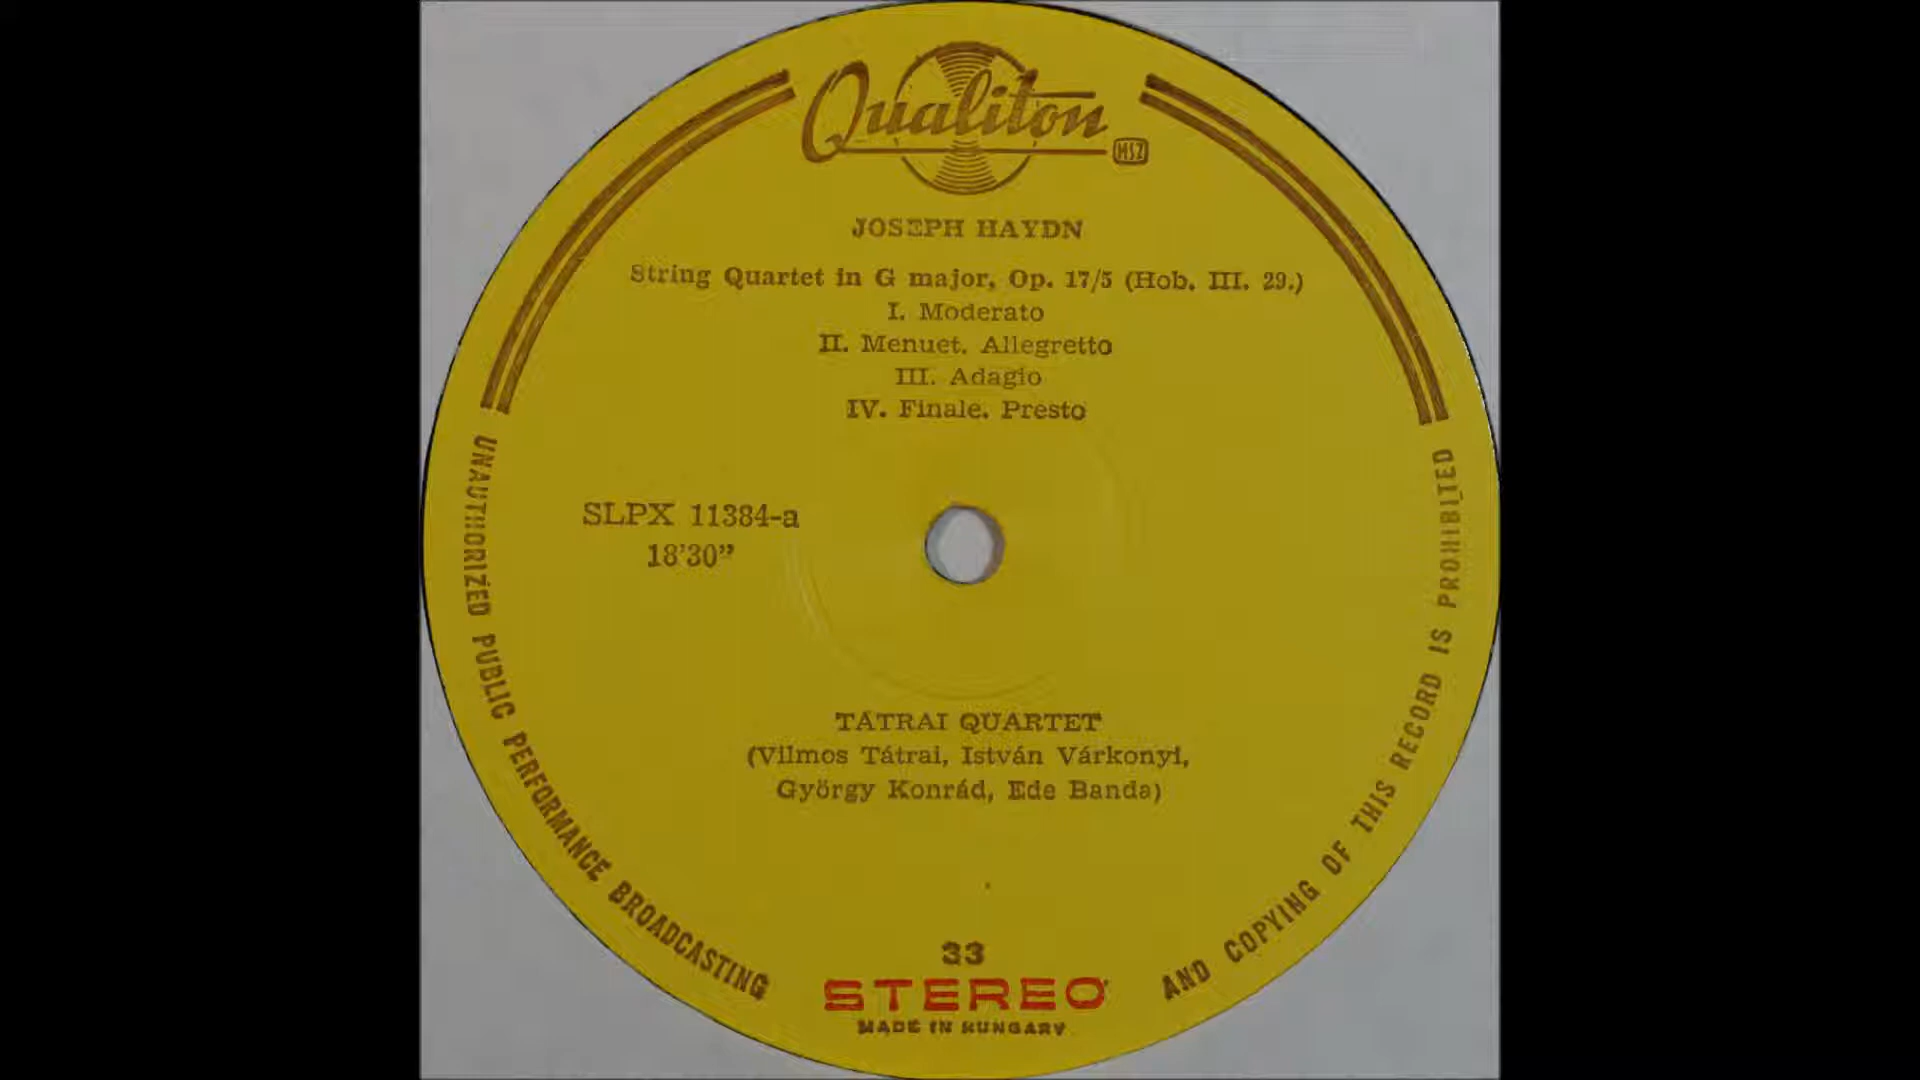 Qualiton
MSZ
JOSEPH HAYDN
String Quartet in G major, Op. 17/5 (Hob. III. 29.)
I. Moderato
II. Menuet. Allegretto
III. Adagio
IV. Finale. Presto
SLPX 11384-a
18'30”
TÁTRAI QUARTET
(Vilmos Tátrai, István Várkonyi,
György Konrád, Ede Banda)
33
STEREO
MADE IN HUNGARY
UNAUTHORIZED PUBLIC PERFORMANCE BROADCASTING
AND COPYING OF THIS RECORD IS PROHIBITED